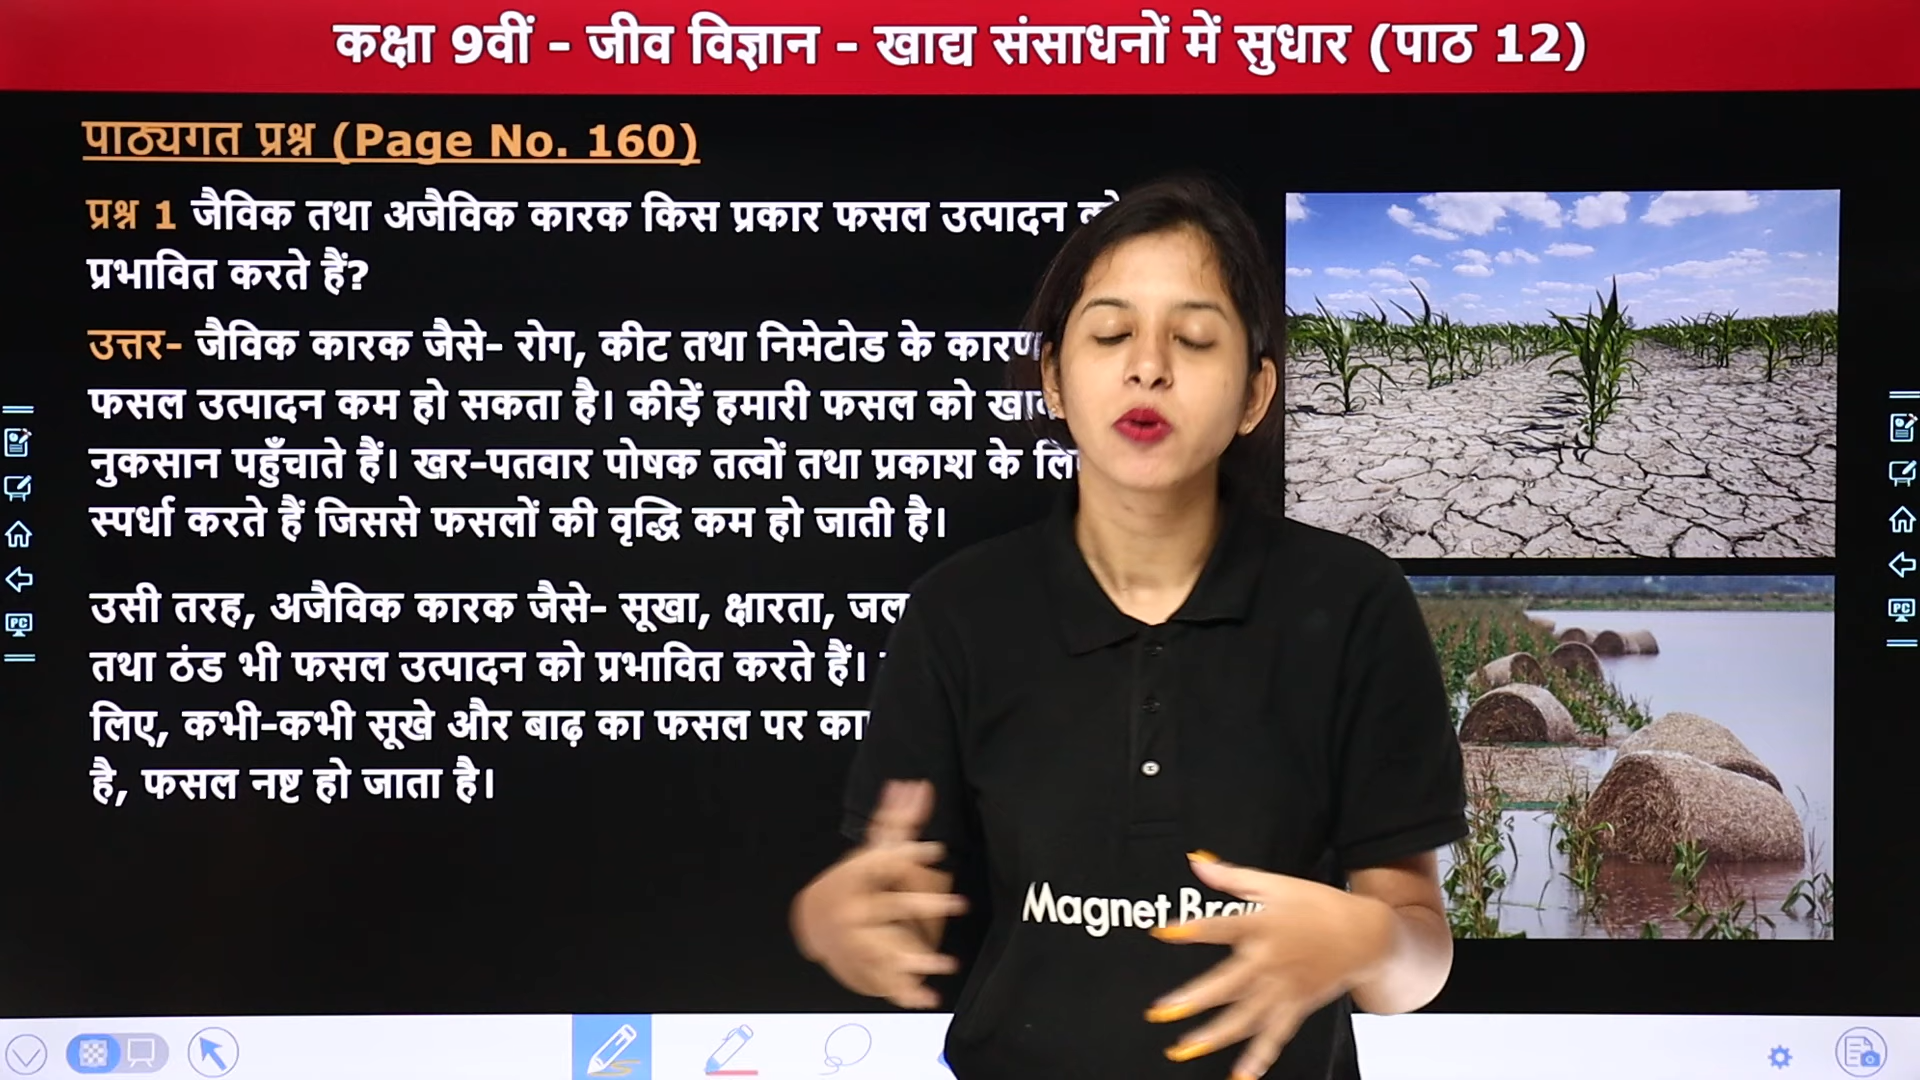 कक्षा 9वीं - जीव विज्ञान - खाद्य संसाधनों में सुधार (पाठ 12)
पाठ्यगत प्रश्न (Page No. 160)
प्रश्न 1 जैविक तथा अजैविक कारक किस प्रकार फसल उत्पादन को
प्रभावित करते हैं?
उत्तर- जैविक कारक जैसे- रोग, कीट तथा निमेटोड के कारण
फसल उत्पादन कम हो सकता है। कीड़ें हमारी फसल को
नुकसान पहुँचाते हैं। खर-पतवार पोषक तत्वों तथा प्रकाश के लिए
स्पर्धा करते हैं जिससे फसलों की वृद्धि कम हो जाती है।
उसी तरह, अजैविक कारक जैसे- सूखा, क्षारता, जल
तथा ठंड भी फसल उत्पादन को प्रभावित करते हैं।
लिए, कभी-कभी सूखे और बाढ़ का फसल पर
है, फसल नष्ट हो जाता है।
Magnet
PC
PC